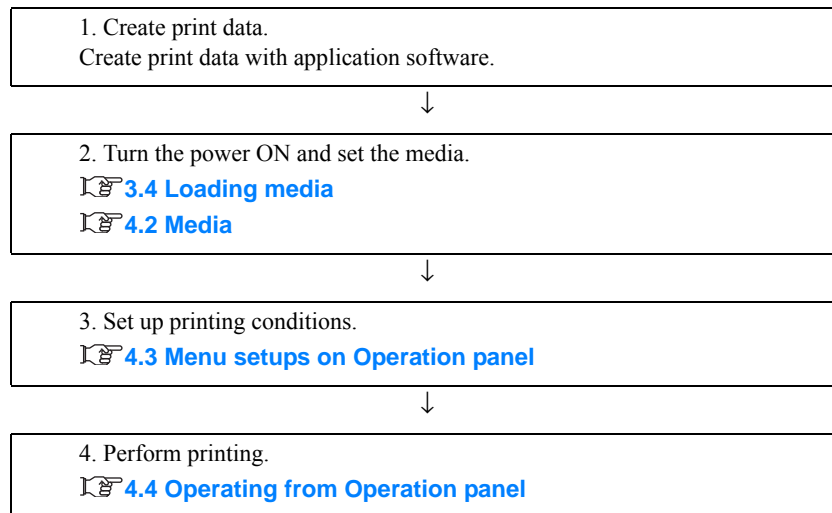 1. Create print data.
Create print data with application software.
↓
2. Turn the power ON and set the media.
3.4 Loading media
4.2 Media
↓
3. Set up printing conditions.
4.3 Menu setups on Operation panel
↓
4. Perform printing.
4.4 Operating from Operation panel